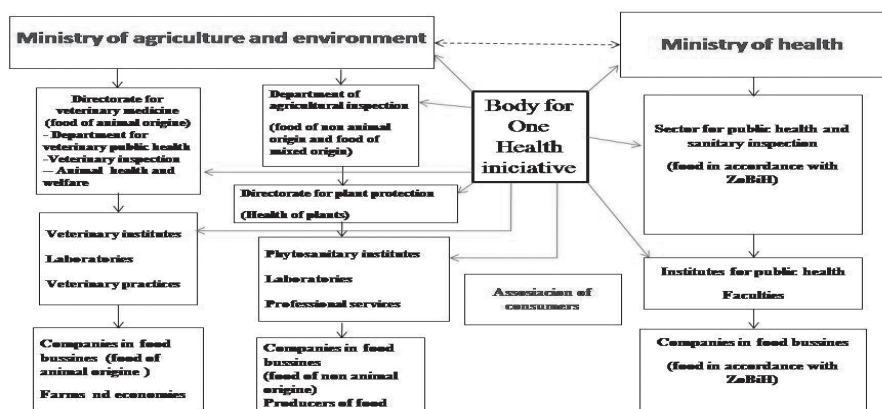 Ministry of agriculture and environment
Ministry of health
Directorate for
veterinary medicine
(food of animal origine)
- Department for
veterinary public health
-Veterinary inspection
– Animal health and
welfare
Department of
agricultural inspection
(food of non animal
origin and food of
mixed origin)
Body for
One
Health
iniciative
Sector for public health and
sanitary inspection
(food in accordance with
ZoBiH)
Directorate for plant protection
(Health of plants)
Veterinary institutes
Laboratories
Veterinary practices
Phytosanitary institutes
Laboratories
Professional services
Assosiacion of
consumers
Institutes for public health
Faculties
Companies in food
bussines (food of
animal origine )
Farms nd economies
Companies in food
bussines
(food of non animal
origine)
Producers of food
Companies in food bussines
(food in accordance with
ZoBiH)